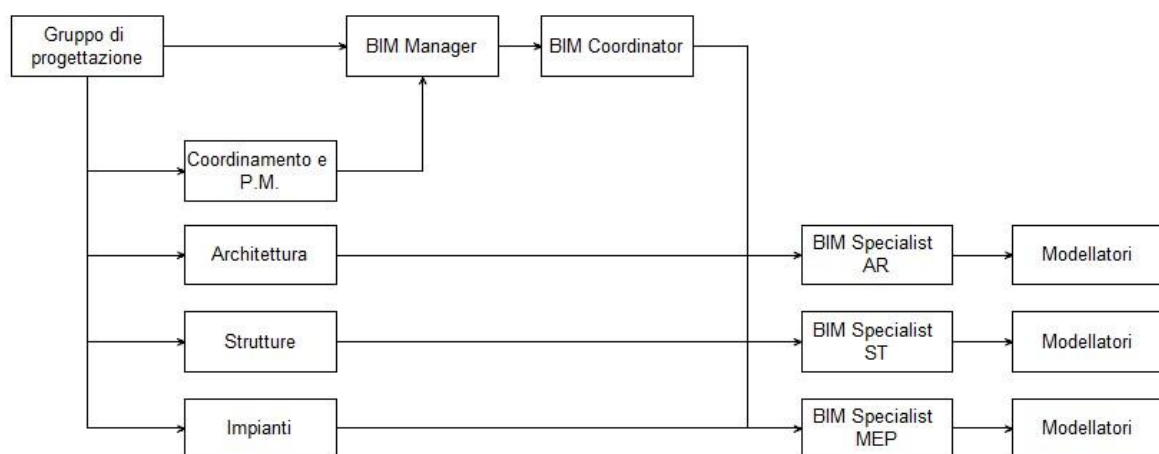 Gruppo di
progettazione
BIM Manager
BIM Coordinator
Coordinamento e
P.M.
Architettura
BIM Specialist
AR
Modellatori
Strutture
BIM Specialist
ST
Modellatori
Impianti
BIM Specialist
MEP
Modellatori